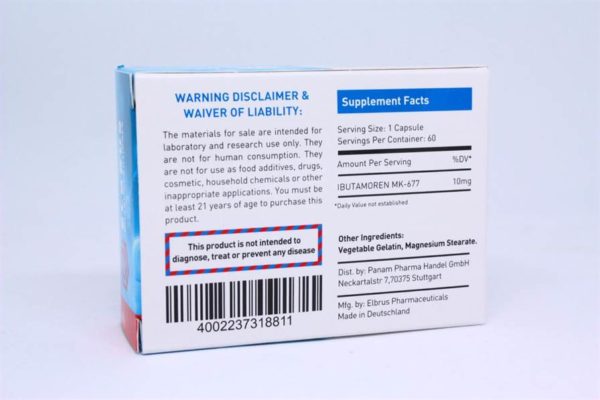 WARNING DISCLAIMER &
WAIVER OF LIABILITY:
The materials for sale are intended for
laboratory and research use only. They
are not for human consumption. They
are not for use as food additives, drugs,
cosmetic, household chemicals or other
inappropriate applications. You must be
at least 21 years of age to purchase this
product.
This product is not intended to
diagnose, treat or prevent any disease
4002237318811
Supplement Facts
Serving Size: 1 Capsule
Servings Per Container: 60
Amount Per Serving %DV*
IBUTAMOREN MK-677 10mg
*Daily Value not established
Other Ingredients:
Vegetable Gelatin, Magnesium Stearate.
Dist. by: Panam Pharma Handel GmbH
Neckartalstr 7,70375 Stuttgart
Mfg. by: Elbrus Pharmaceuticals
Made in Deutschland